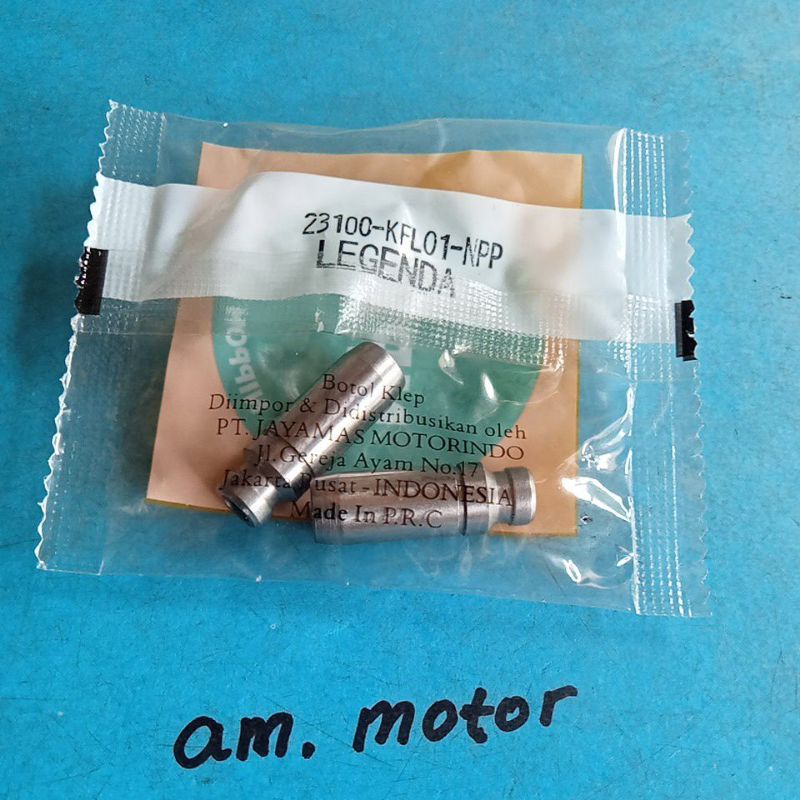 23100-KFL01-NPP
LEGENDA
NIPPON
Botol Klep
Diimpor & Didistribusikan oleh
PT. JAYAMAS MOTORINDO
Jl. Gereja Ayam No.17
Jakarta Pusat - INDONESIA
Made In P.R.C
am. motor